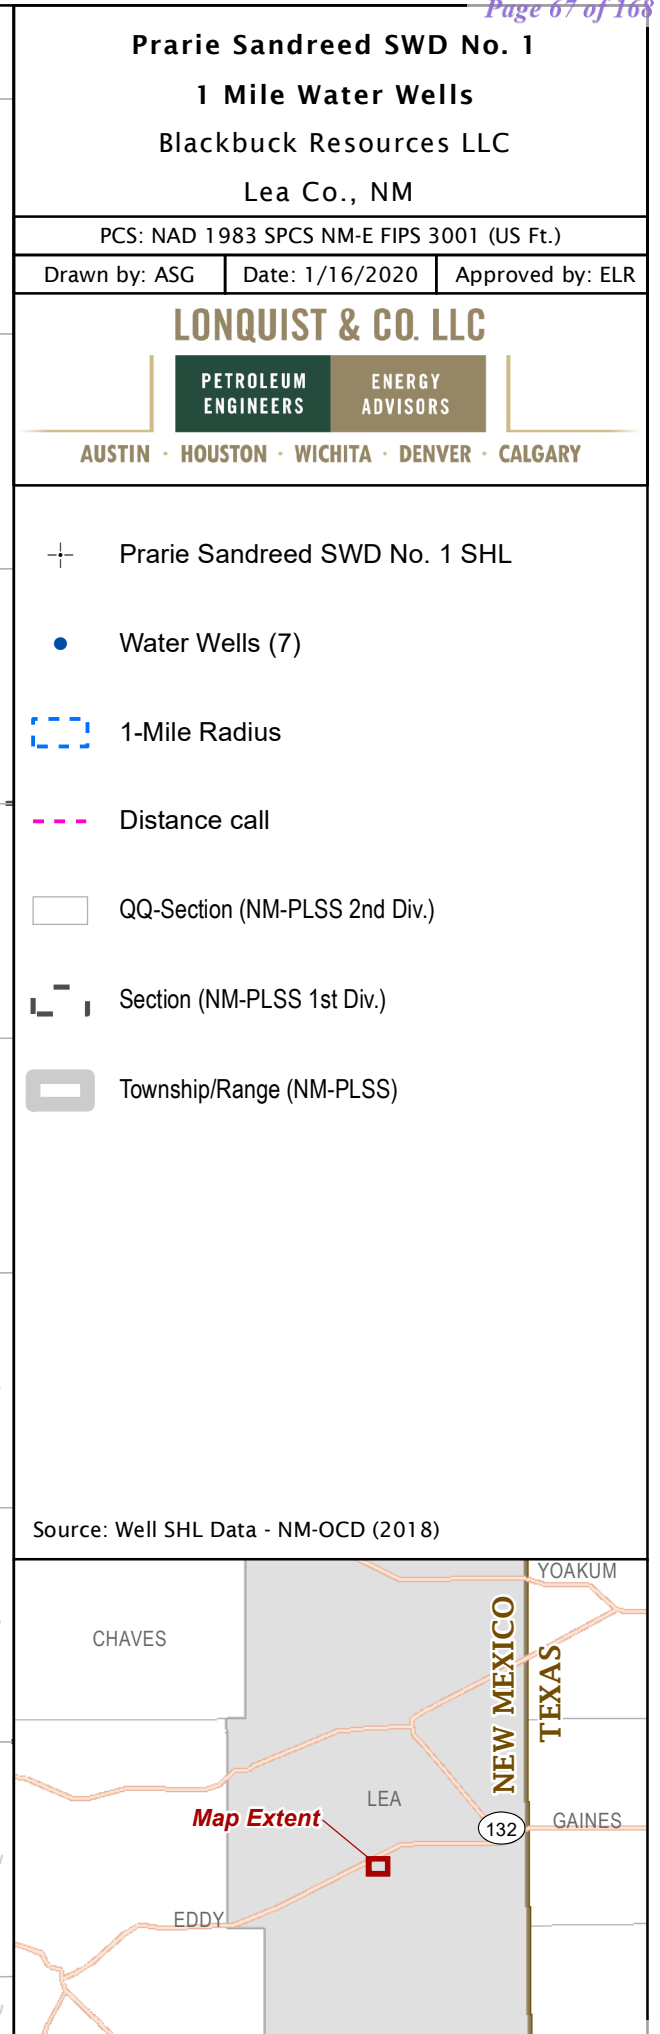 Page 67 of 168
Prarie Sandreed SWD No. 1
1 Mile Water Wells
Blackbuck Resources LLC
Lea Co., NM
PCS: NAD 1983 SPCS NM-E FIPS 3001 (US Ft.)
Drawn by: ASG
Date: 1/16/2020
Approved by: ELR
LONQUIST & CO. LLC
PETROLEUM
ENGINEERS
ENERGY
ADVISORS
AUSTIN · HOUSTON · WICHITA · DENVER · CALGARY
Prarie Sandreed SWD No. 1 SHL
Water Wells (7)
1-Mile Radius
Distance call
QQ-Section (NM-PLSS 2nd Div.)
Section (NM-PLSS 1st Div.)
Township/Range (NM-PLSS)
Source: Well SHL Data - NM-OCD (2018)
YOAKUM
CHAVES
NEW MEXICO
TEXAS
LEA
Map Extent
132
GAINES
EDDY